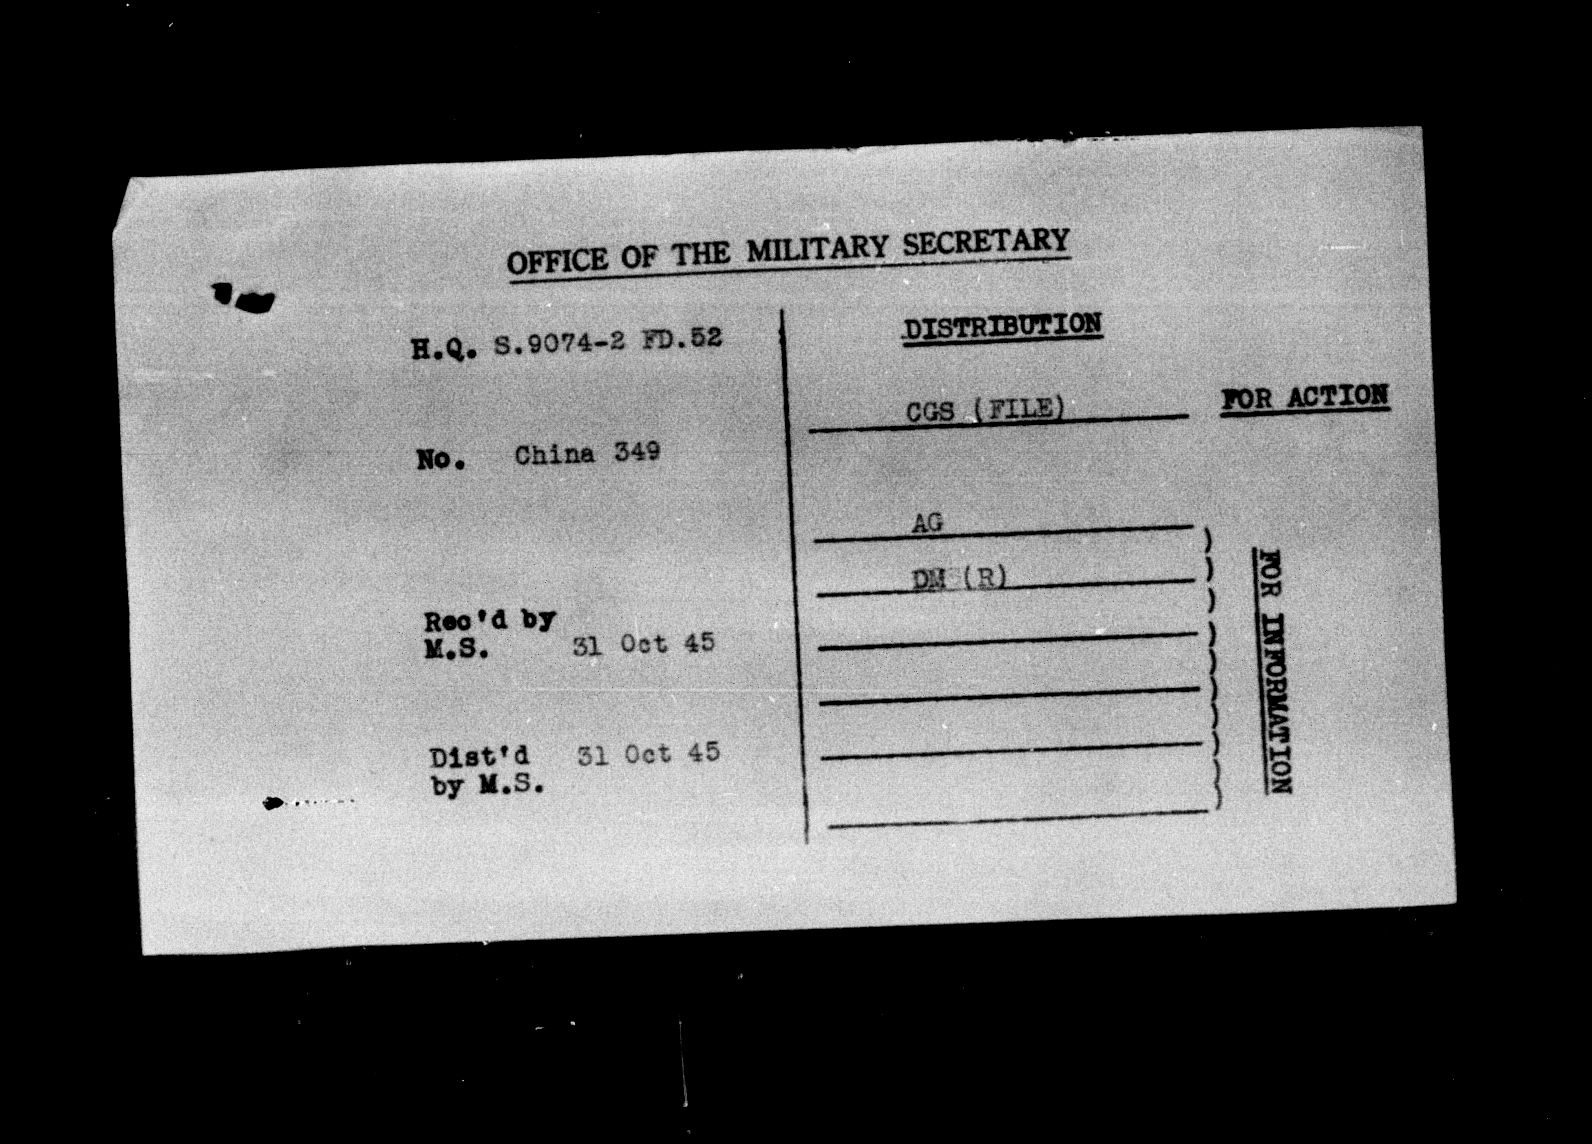 OFFICE OF THE MILITARY SECRETARY
H.Q. S.9074-2 FD.52
No. China 349
Rec'd by
M.S. 31 Oct 45
Dist'd 31 Oct 45
by M.S.
DISTRIBUTION
CGS (FILE) FOR ACTION
AG
DM (R)
FOR INFORMATION